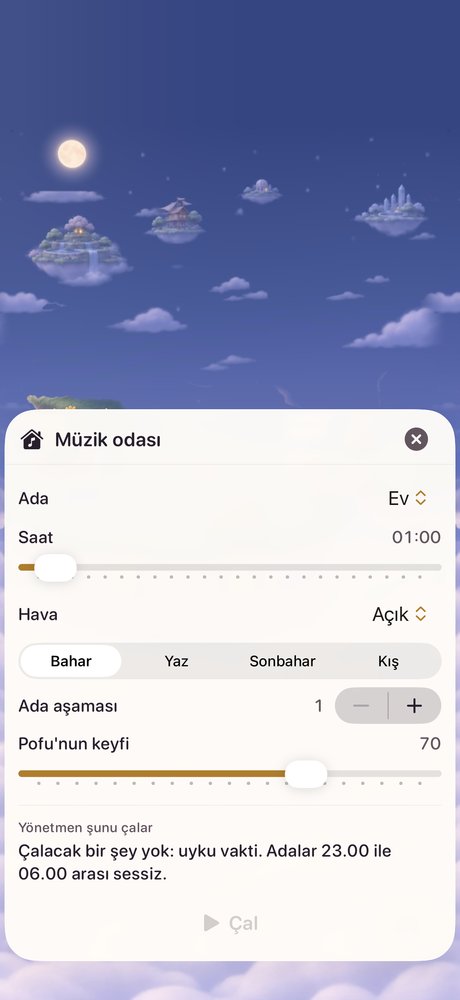 Müzik odası
Ada Ev
Saat 01:00
Hava Açık
Bahar Yaz Sonbahar Kış
Ada aşaması 1
Pofu'nun keyfi 70
Yönetmen şunu çalar
Çalacak bir şey yok: uyku vakti. Adalar 23.00 ile
06.00 arası sessiz.
Çal